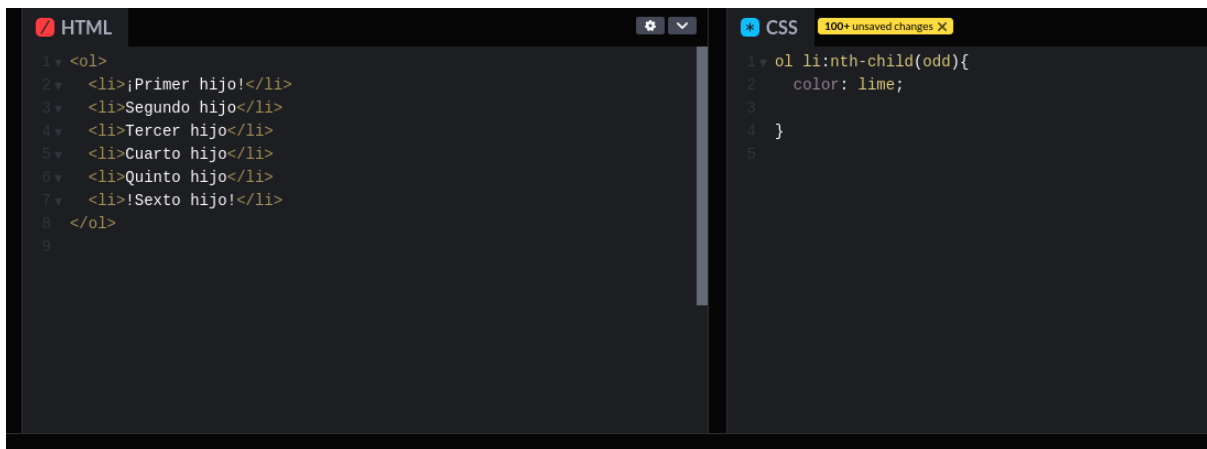 HTML
1 <ol>
2 <li>¡Primer hijo!</li>
3 <li>Segundo hijo</li>
4 <li>Tercer hijo</li>
5 <li>Cuarto hijo</li>
6 <li>Quinto hijo</li>
7 <li>!Sexto hijo!</li>
8 </ol>
9
CSS 100+ unsaved changes X
1 ol li:nth-child(odd){
2 color: lime;
3
4 }
5